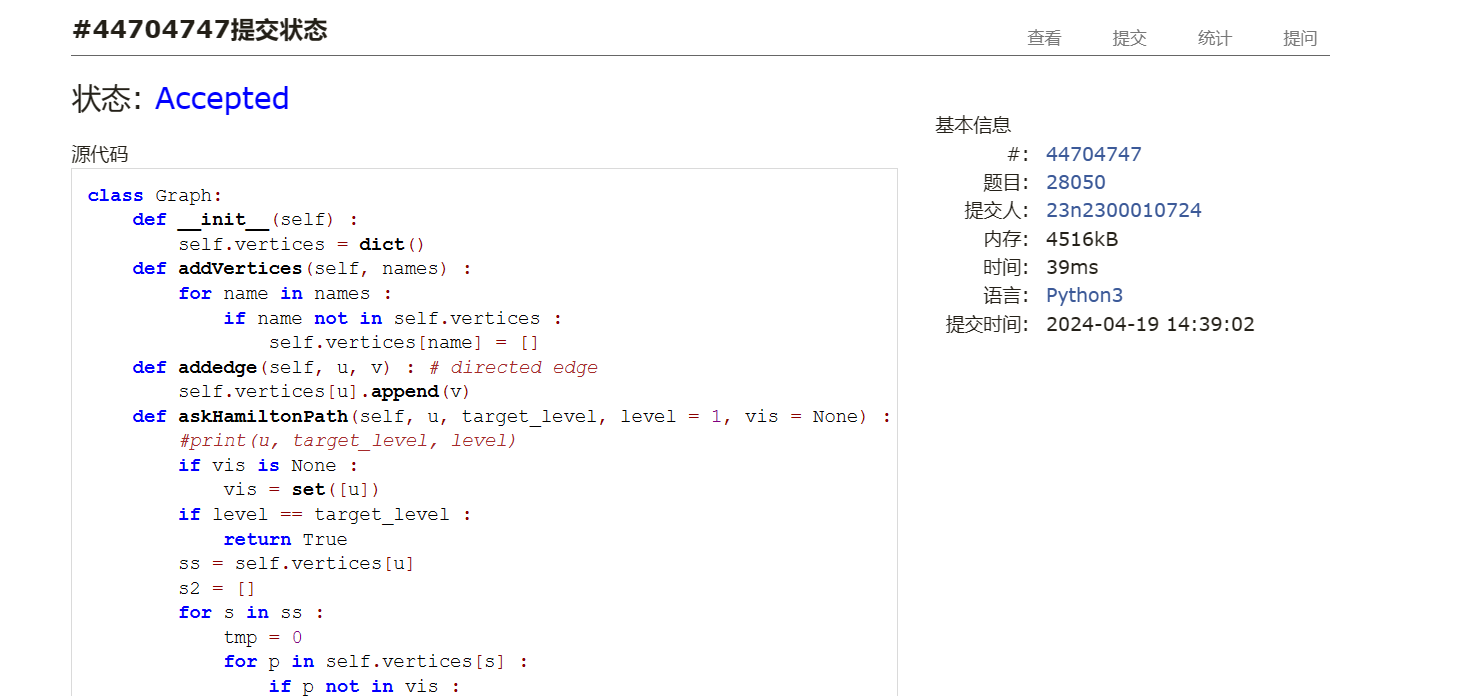 #44704747提交状态
查看 提交 统计 提问
状态: Accepted
源代码
class Graph:
    def __init__(self) :
        self.vertices = dict()
    def addVertices(self, names) :
        for name in names :
            if name not in self.vertices :
                self.vertices[name] = []
    def addedge(self, u, v) : # directed edge
        self.vertices[u].append(v)
    def askHamiltonPath(self, u, target_level, level = 1, vis = None) :
        #print(u, target_level, level)
        if vis is None :
            vis = set([u])
        if level == target_level :
            return True
        ss = self.vertices[u]
        s2 = []
        for s in ss :
            tmp = 0
            for p in self.vertices[s] :
                if p not in vis :
基本信息
#: 44704747
题目: 28050
提交人: 23n2300010724
内存: 4516kB
时间: 39ms
语言: Python3
提交时间: 2024-04-19 14:39:02